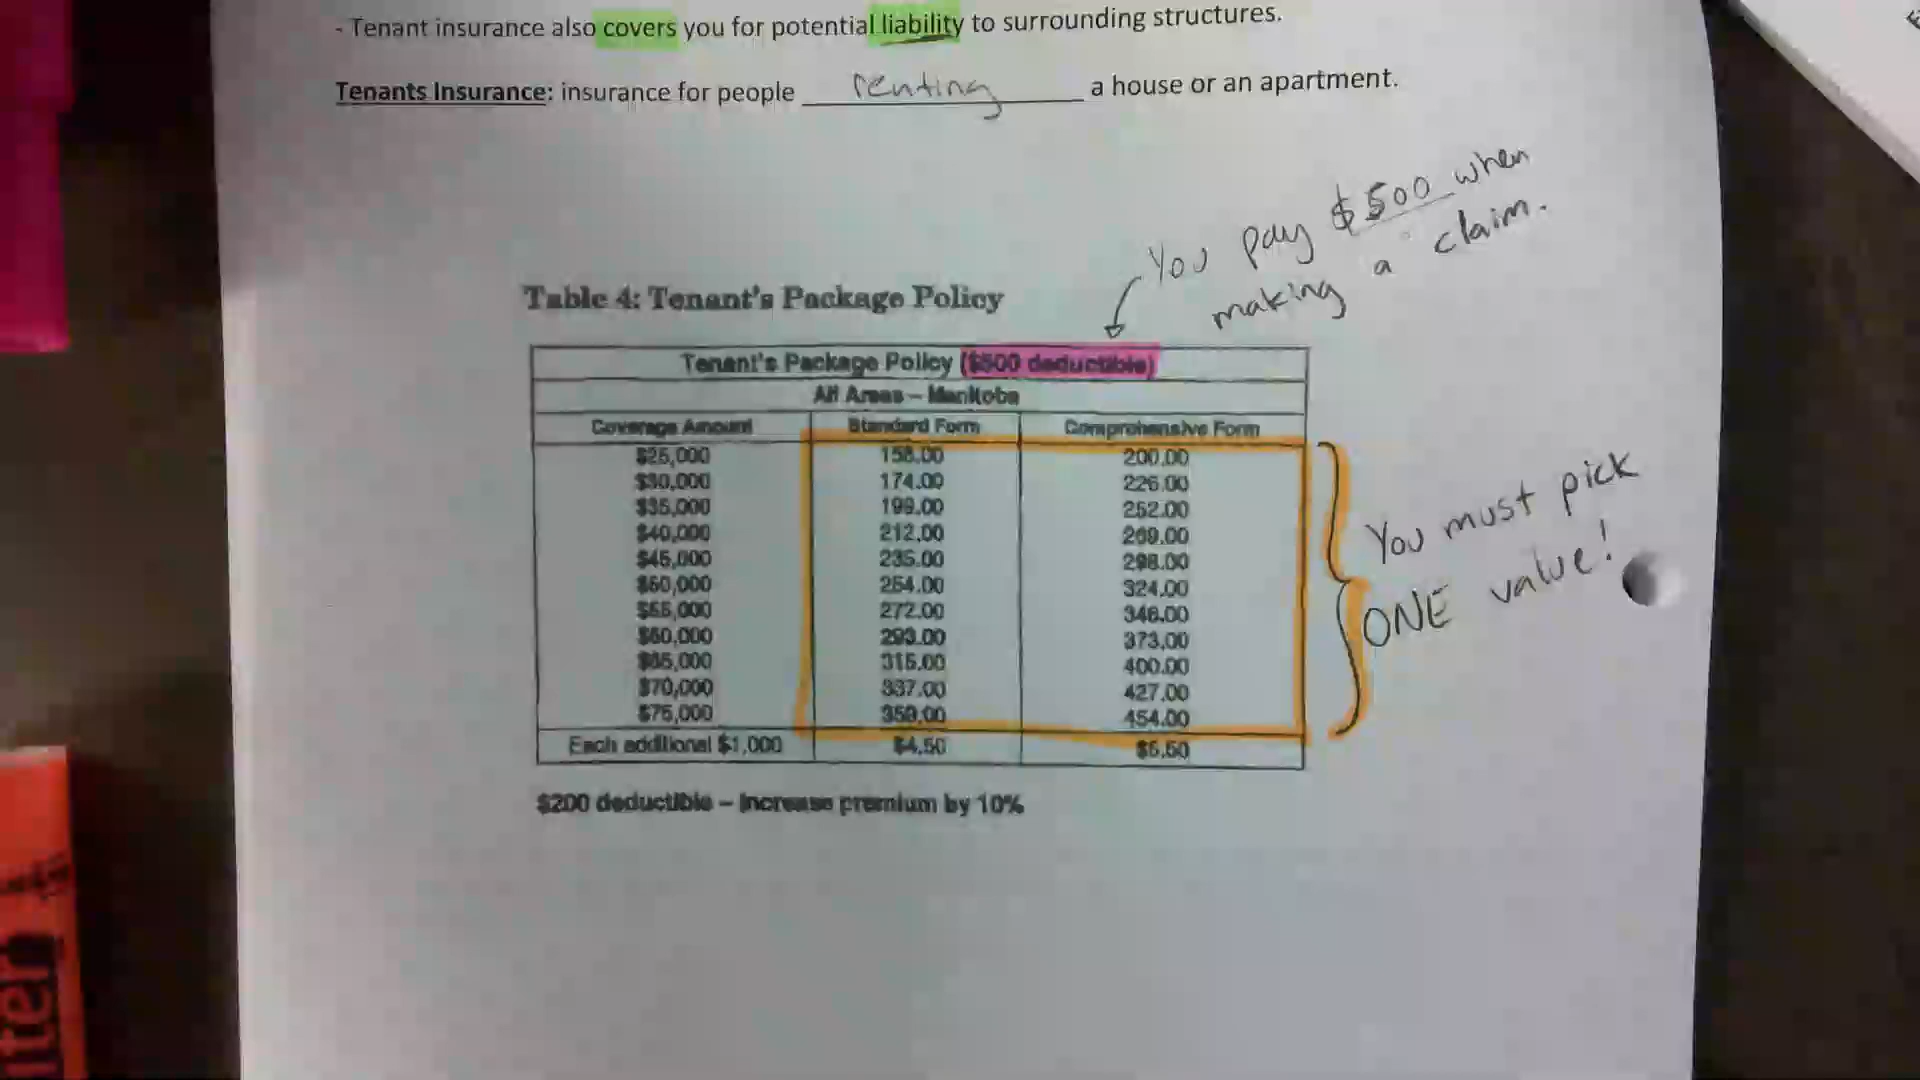 - Tenant insurance also covers you for potential liability to surrounding structures.
Tenants Insurance: insurance for people renting a house or an apartment.
You pay $500 when
making a claim.
Table 4: Tenant's Package Policy
Tenant's Package Policy ($500 deductible)
All Areas – Manitoba
Coverage Amount Standard Form Comprehensive Form
$25,000 158.00 200.00
$30,000 174.00 226.00
$35,000 199.00 252.00
$40,000 212.00 269.00
$45,000 235.00 298.00
$50,000 254.00 324.00
$55,000 272.00 346.00
$60,000 293.00 373.00
$65,000 315.00 400.00
$70,000 337.00 427.00
$75,000 359.00 454.00
Each additional $1,000 $4.50 $5.50
You must pick
ONE value!
$200 deductible – Increase premium by 10%